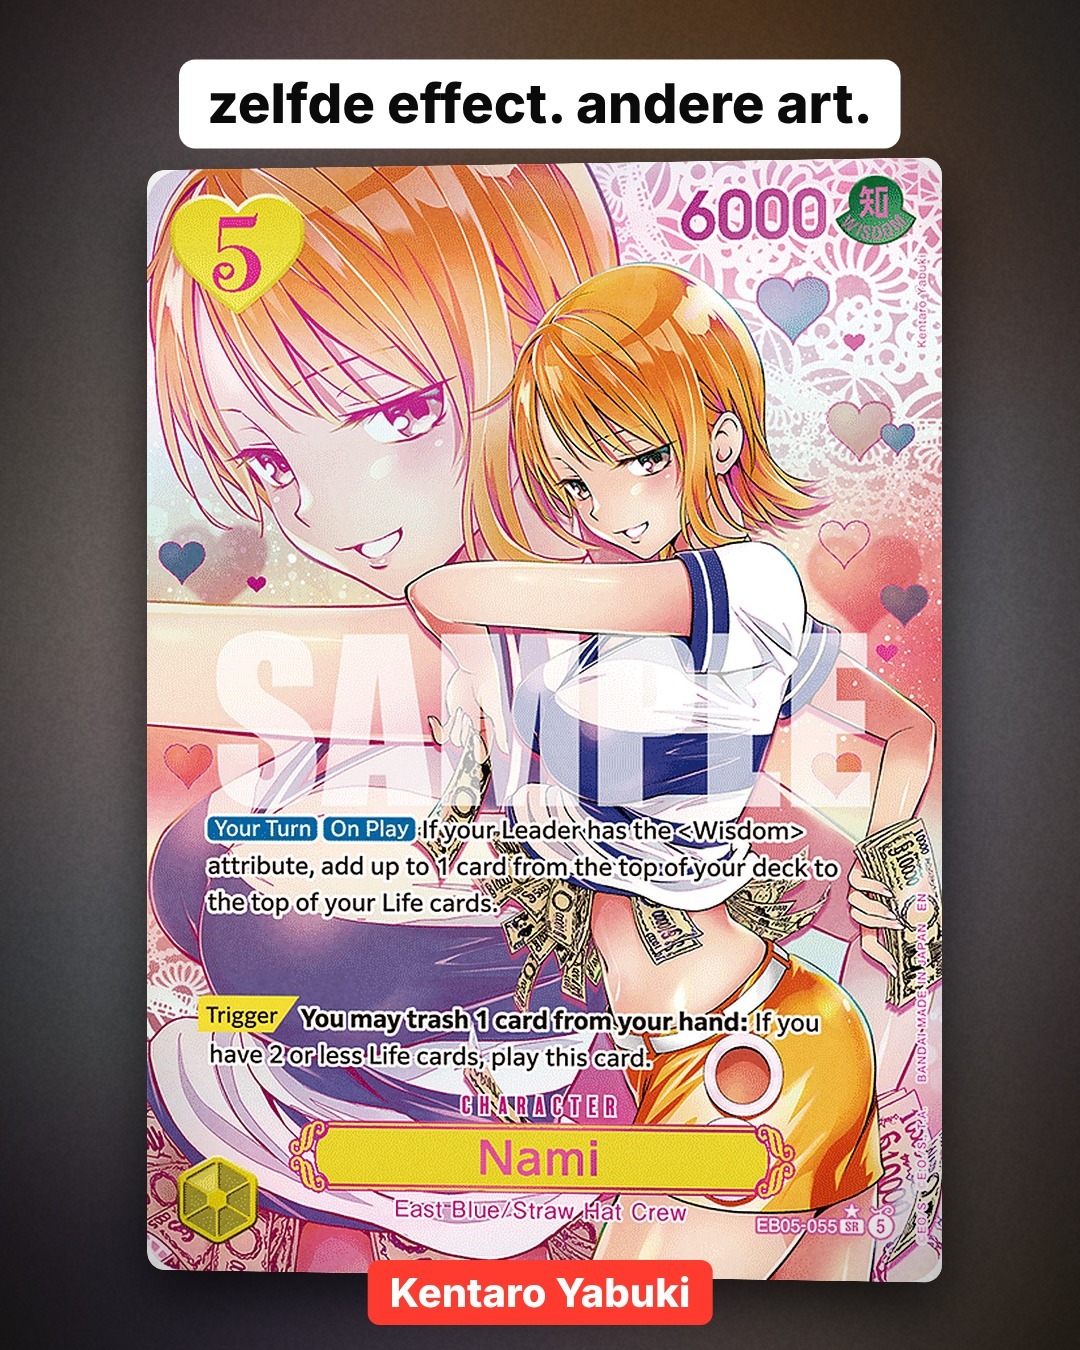 zelfde effect. andere art.
5
6000
知
WISDOM
Kentaro Yabuki
SAMPLE
Your Turn On Play If your Leader has the <Wisdom>
attribute, add up to 1 card from the top of your deck to
the top of your Life cards.
Trigger You may trash 1 card from your hand: If you
have 2 or less Life cards, play this card.
BANDAI MADE IN JAPAN EN
CHARACTER
Nami
East Blue/Straw Hat Crew
EB05-055 SR 5
Kentaro Yabuki